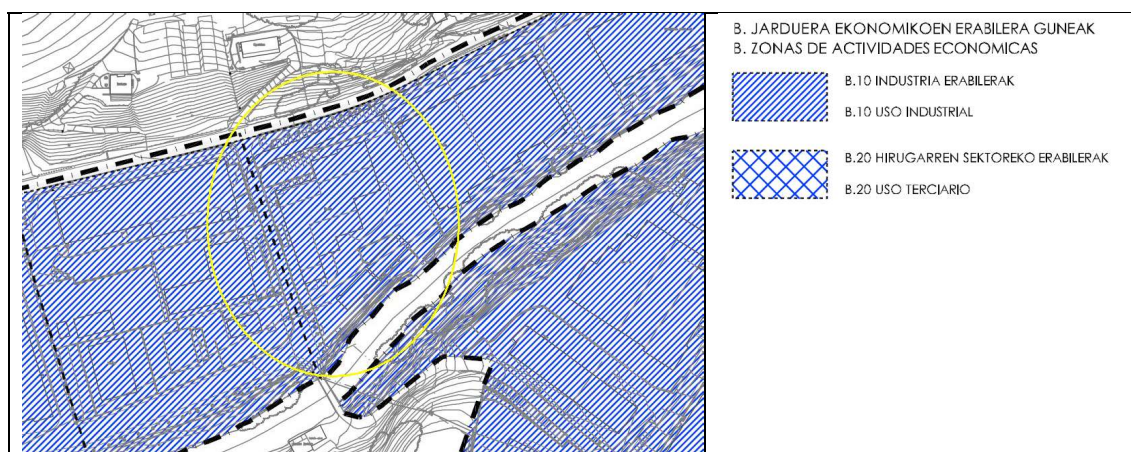 B. JARDUERA EKONOMIKOEN ERABILERA GUNEAK
B. ZONAS DE ACTIVIDADES ECONOMICAS
B.10 INDUSTRIA ERABILERAK
B.10 USO INDUSTRIAL
B.20 HIRUGARREN SEKTOREKO ERABILERAK
B.20 USO TERCIARIO